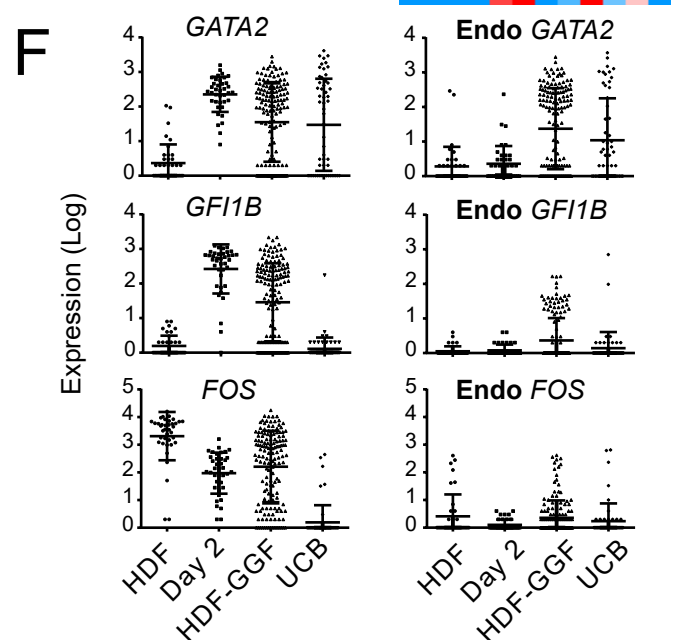 F
GATA2
Endo GATA2
4
3
2
1
0
4
3
2
1
0
GFI1B
Endo GFI1B
4
3
2
1
0
4
3
2
1
0
Expression (Log)
FOS
Endo FOS
5
4
3
2
1
0
5
4
3
2
1
0
HDF
Day 2
HDF-GGF
UCB
HDF
Day 2
HDF-GGF
UCB